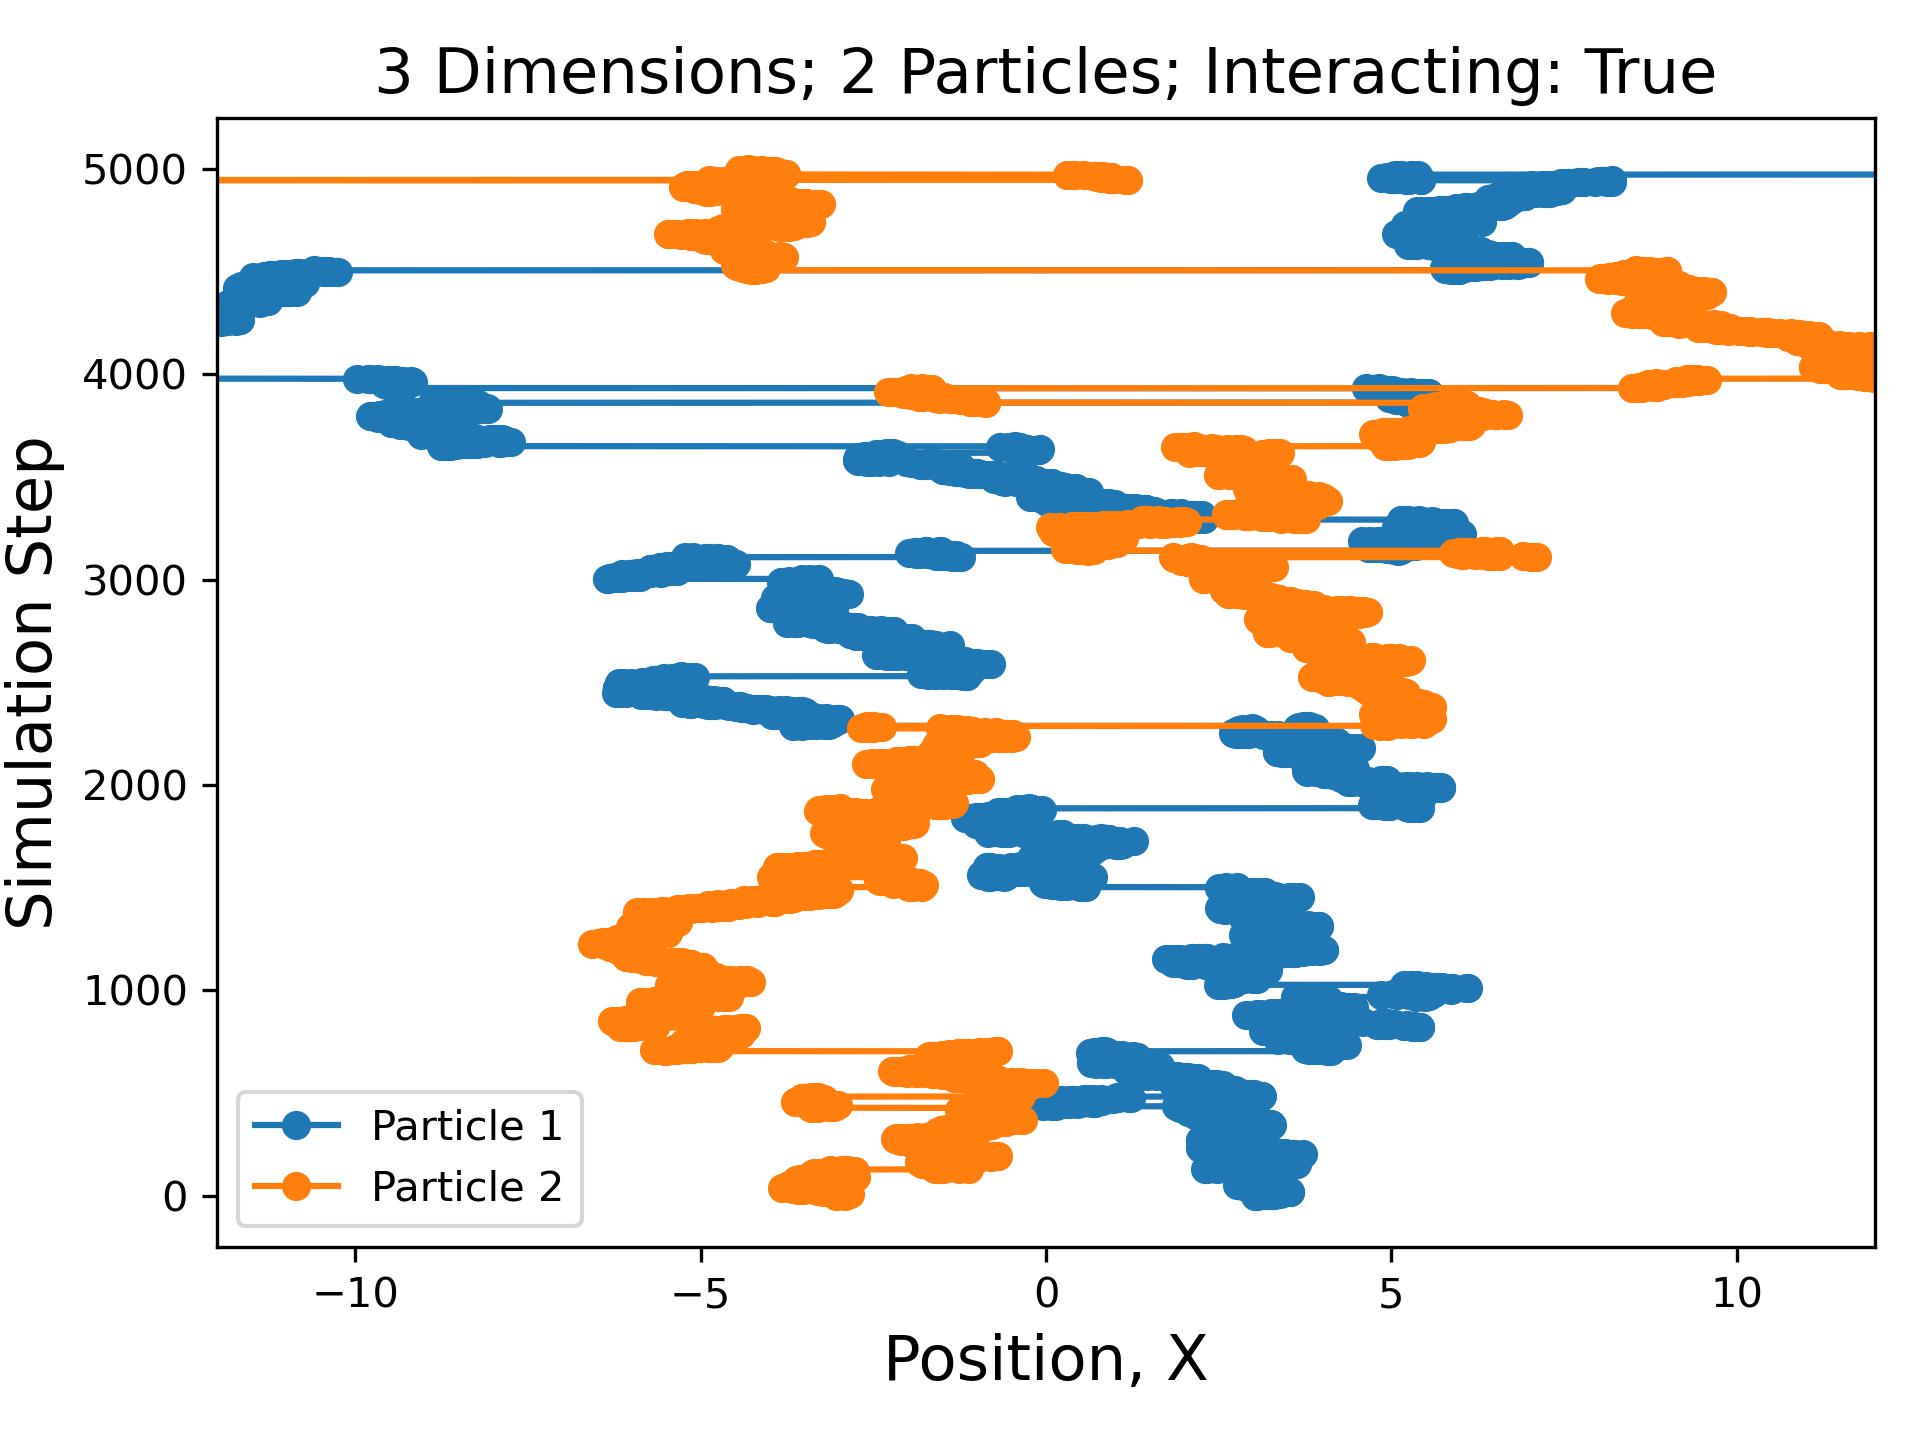 3 Dimensions; 2 Particles; Interacting: True
Simulation Step
5000
4000
3000
2000
1000
0
Particle 1
Particle 2
−10
−5
0
5
10
Position, X